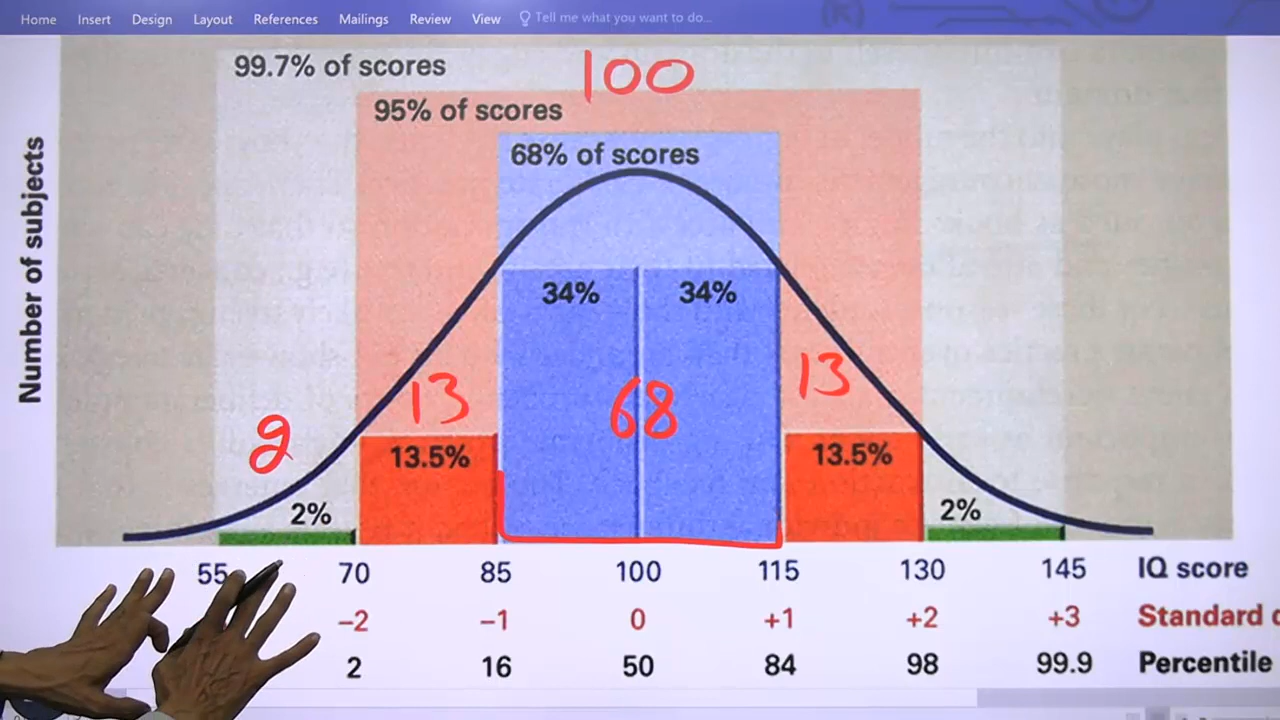 Home Insert Design Layout References Mailings Review View Tell me what you want to do...
99.7% of scores
100
95% of scores
68% of scores
Number of subjects
34% 34%
13 68 13
2
13.5% 13.5%
2% 2%
55 70 85 100 115 130 145 IQ score
–2 –1 0 +1 +2 +3 Standard
2 16 50 84 98 99.9 Percentile